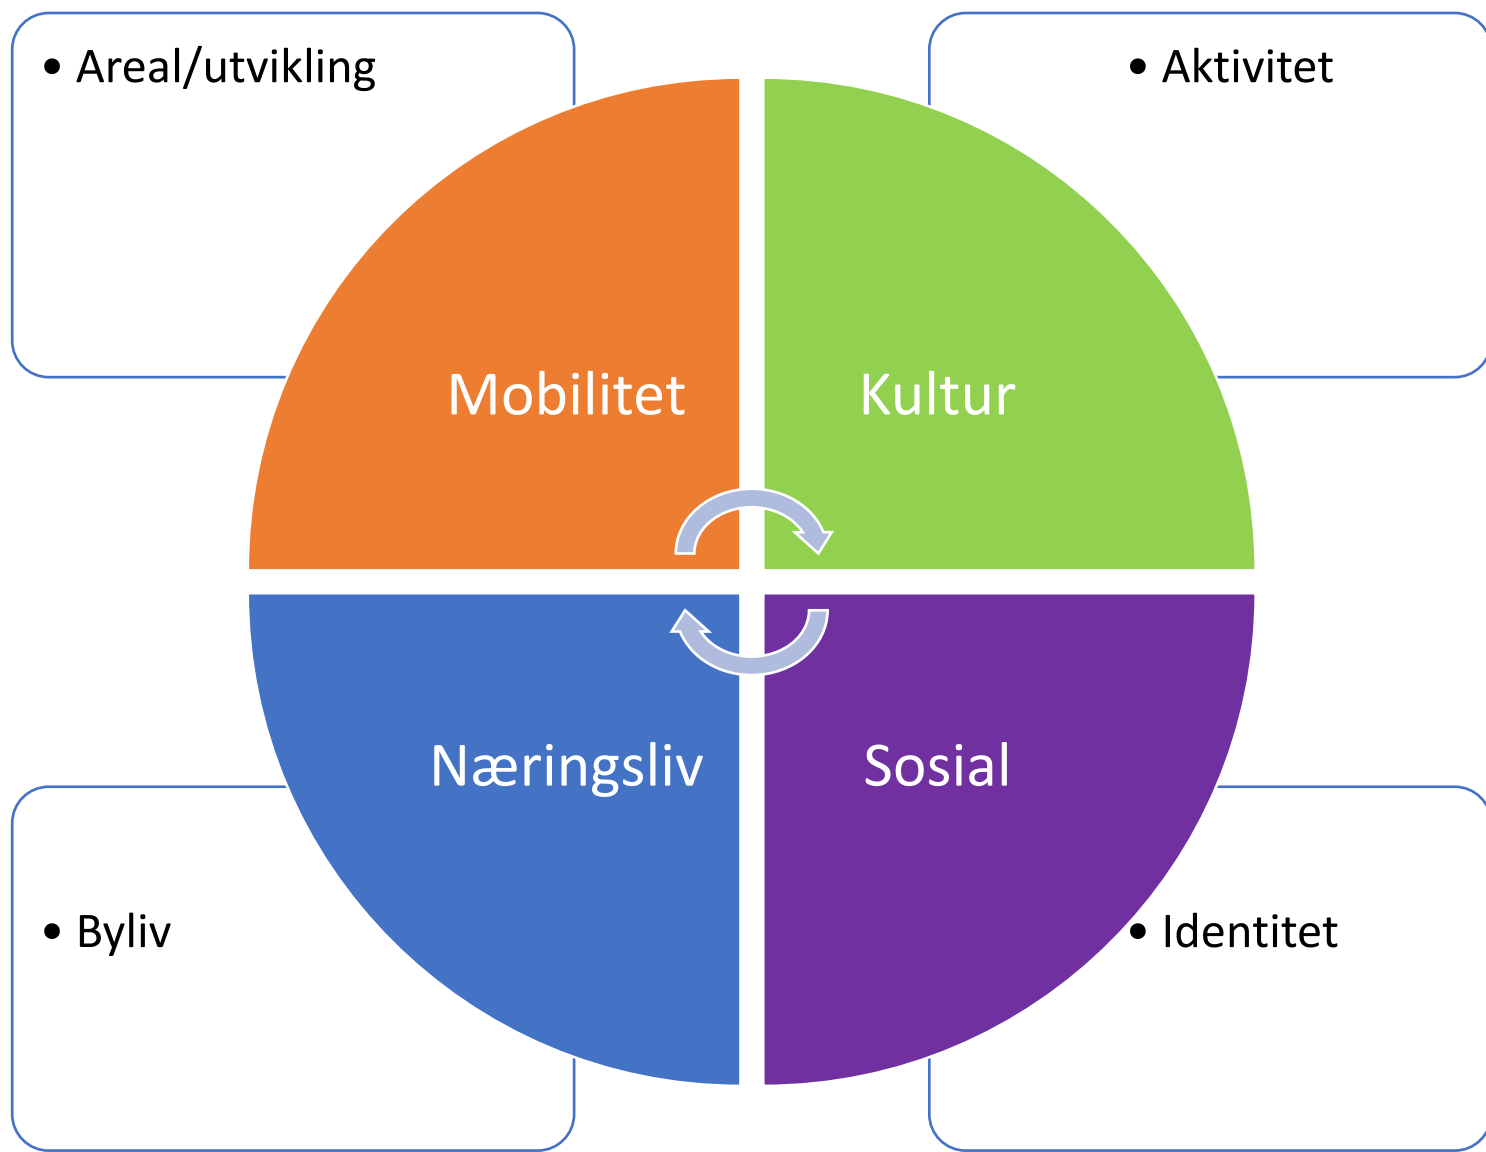 • Areal/utvikling
• Aktivitet
Mobilitet
Kultur
Næringsliv
Sosial
• Byliv
• Identitet